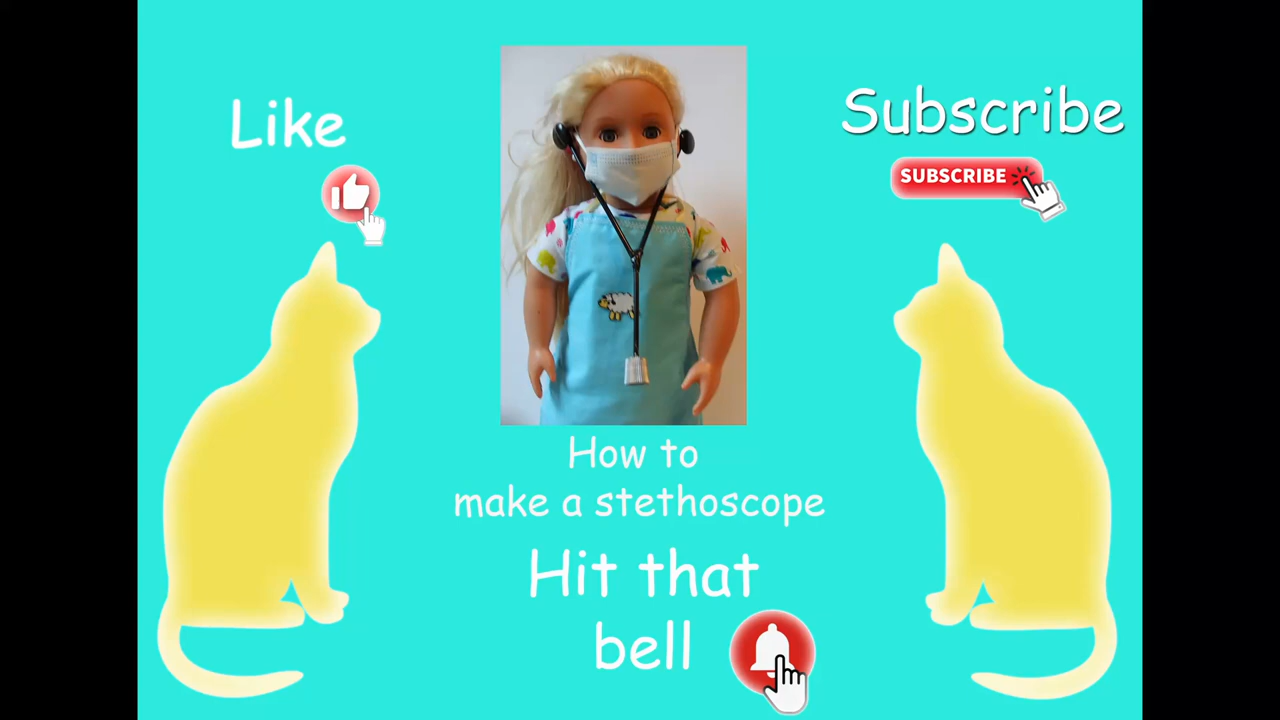 Like
Subscribe
SUBSCRIBE
How to
make a stethoscope
Hit that
bell